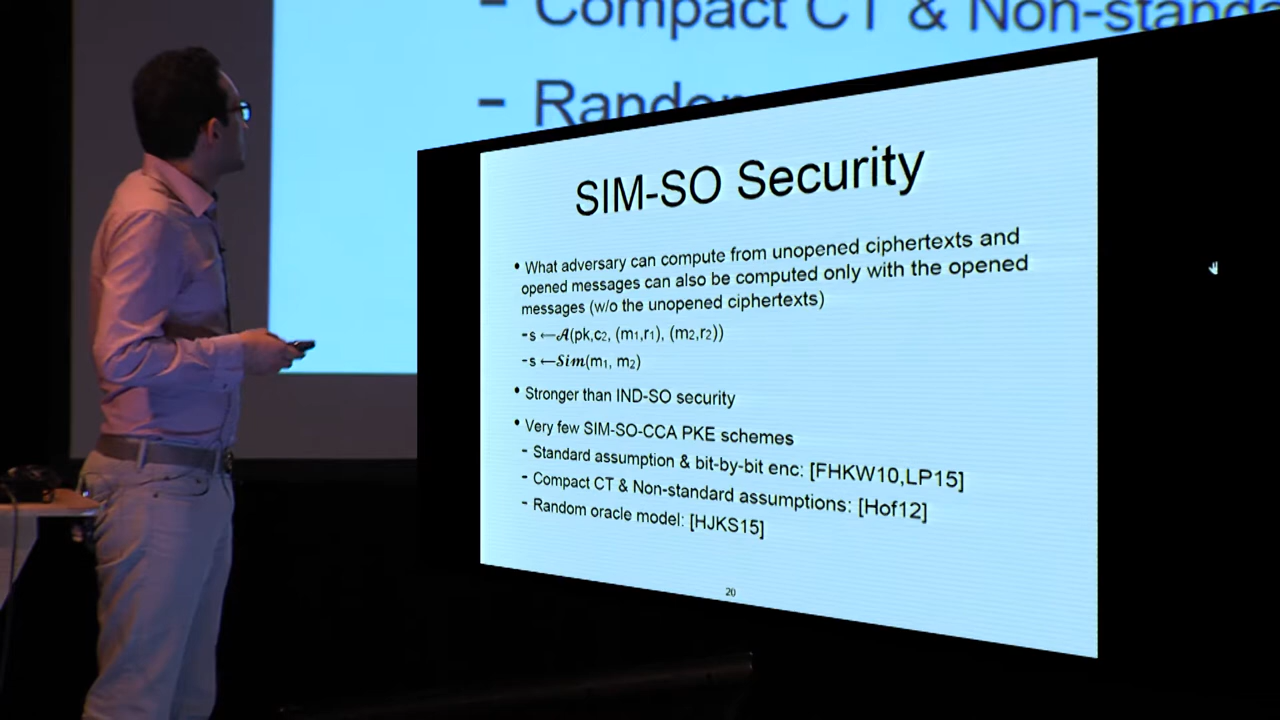 - Compact CT & Non-standa
- Random
SIM-SO Security
• What adversary can compute from unopened ciphertexts and
opened messages can also be computed only with the opened
messages (w/o the unopened ciphertexts)
-s ←𝒜(pk,c₂, (m₁,r₁), (m₂,r₂))
-s ←𝑺𝒊𝒎(m₁, m₂)
• Stronger than IND-SO security
• Very few SIM-SO-CCA PKE schemes
- Standard assumption & bit-by-bit enc: [FHKW10,LP15]
- Compact CT & Non-standard assumptions: [Hof12]
- Random oracle model: [HJKS15]
20